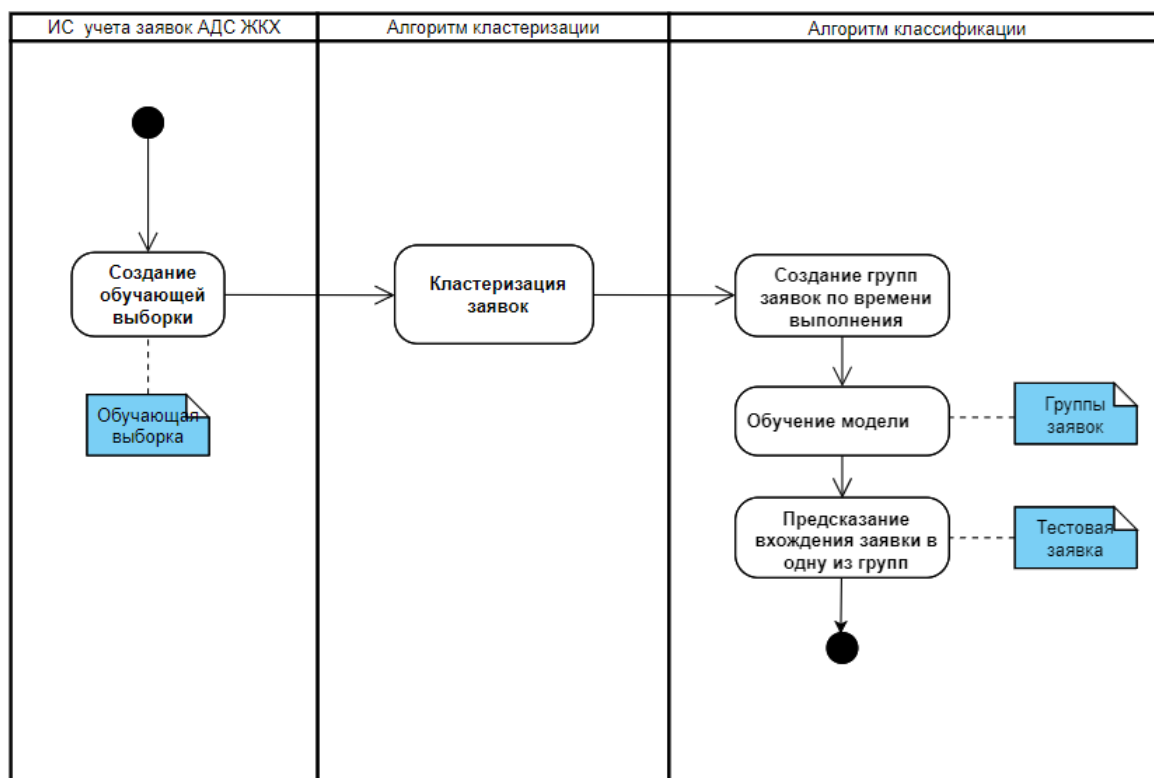 ИС учета заявок АДС ЖКХ
Алгоритм кластеризации
Алгоритм классификации
Создание
обучающей
выборки
Обучающая
выборка
Кластеризация
заявок
Создание групп
заявок по времени
выполнения
Обучение модели
Группы
заявок
Предсказание
вхождения заявки в
одну из групп
Тестовая
заявка